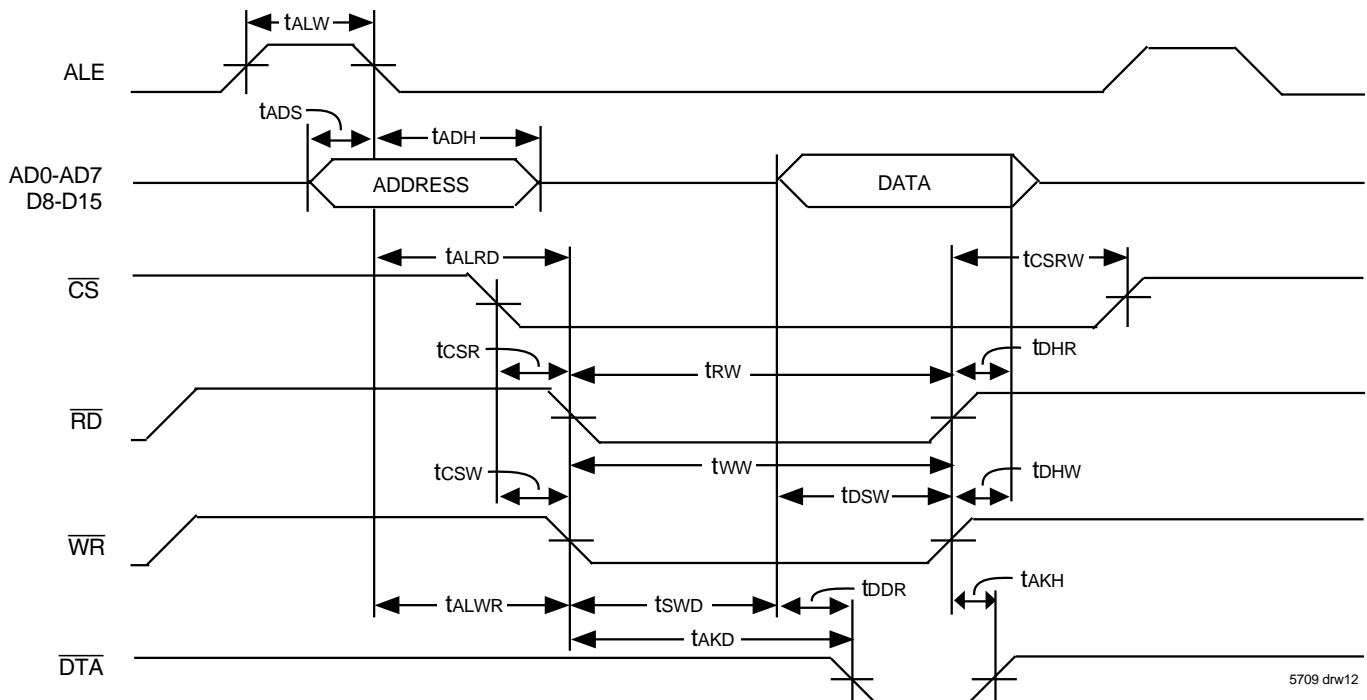 tALW
ALE
tADS
tADH
AD0-AD7
D8-D15
ADDRESS
DATA
tALRD
tCSRW
CS
tCSR
tRW
tDHR
RD
tCSW
tWW
tDHW
tDSW
WR
tALWR
tSWD
tDDR
tAKH
tAKD
DTA
5709 drw12